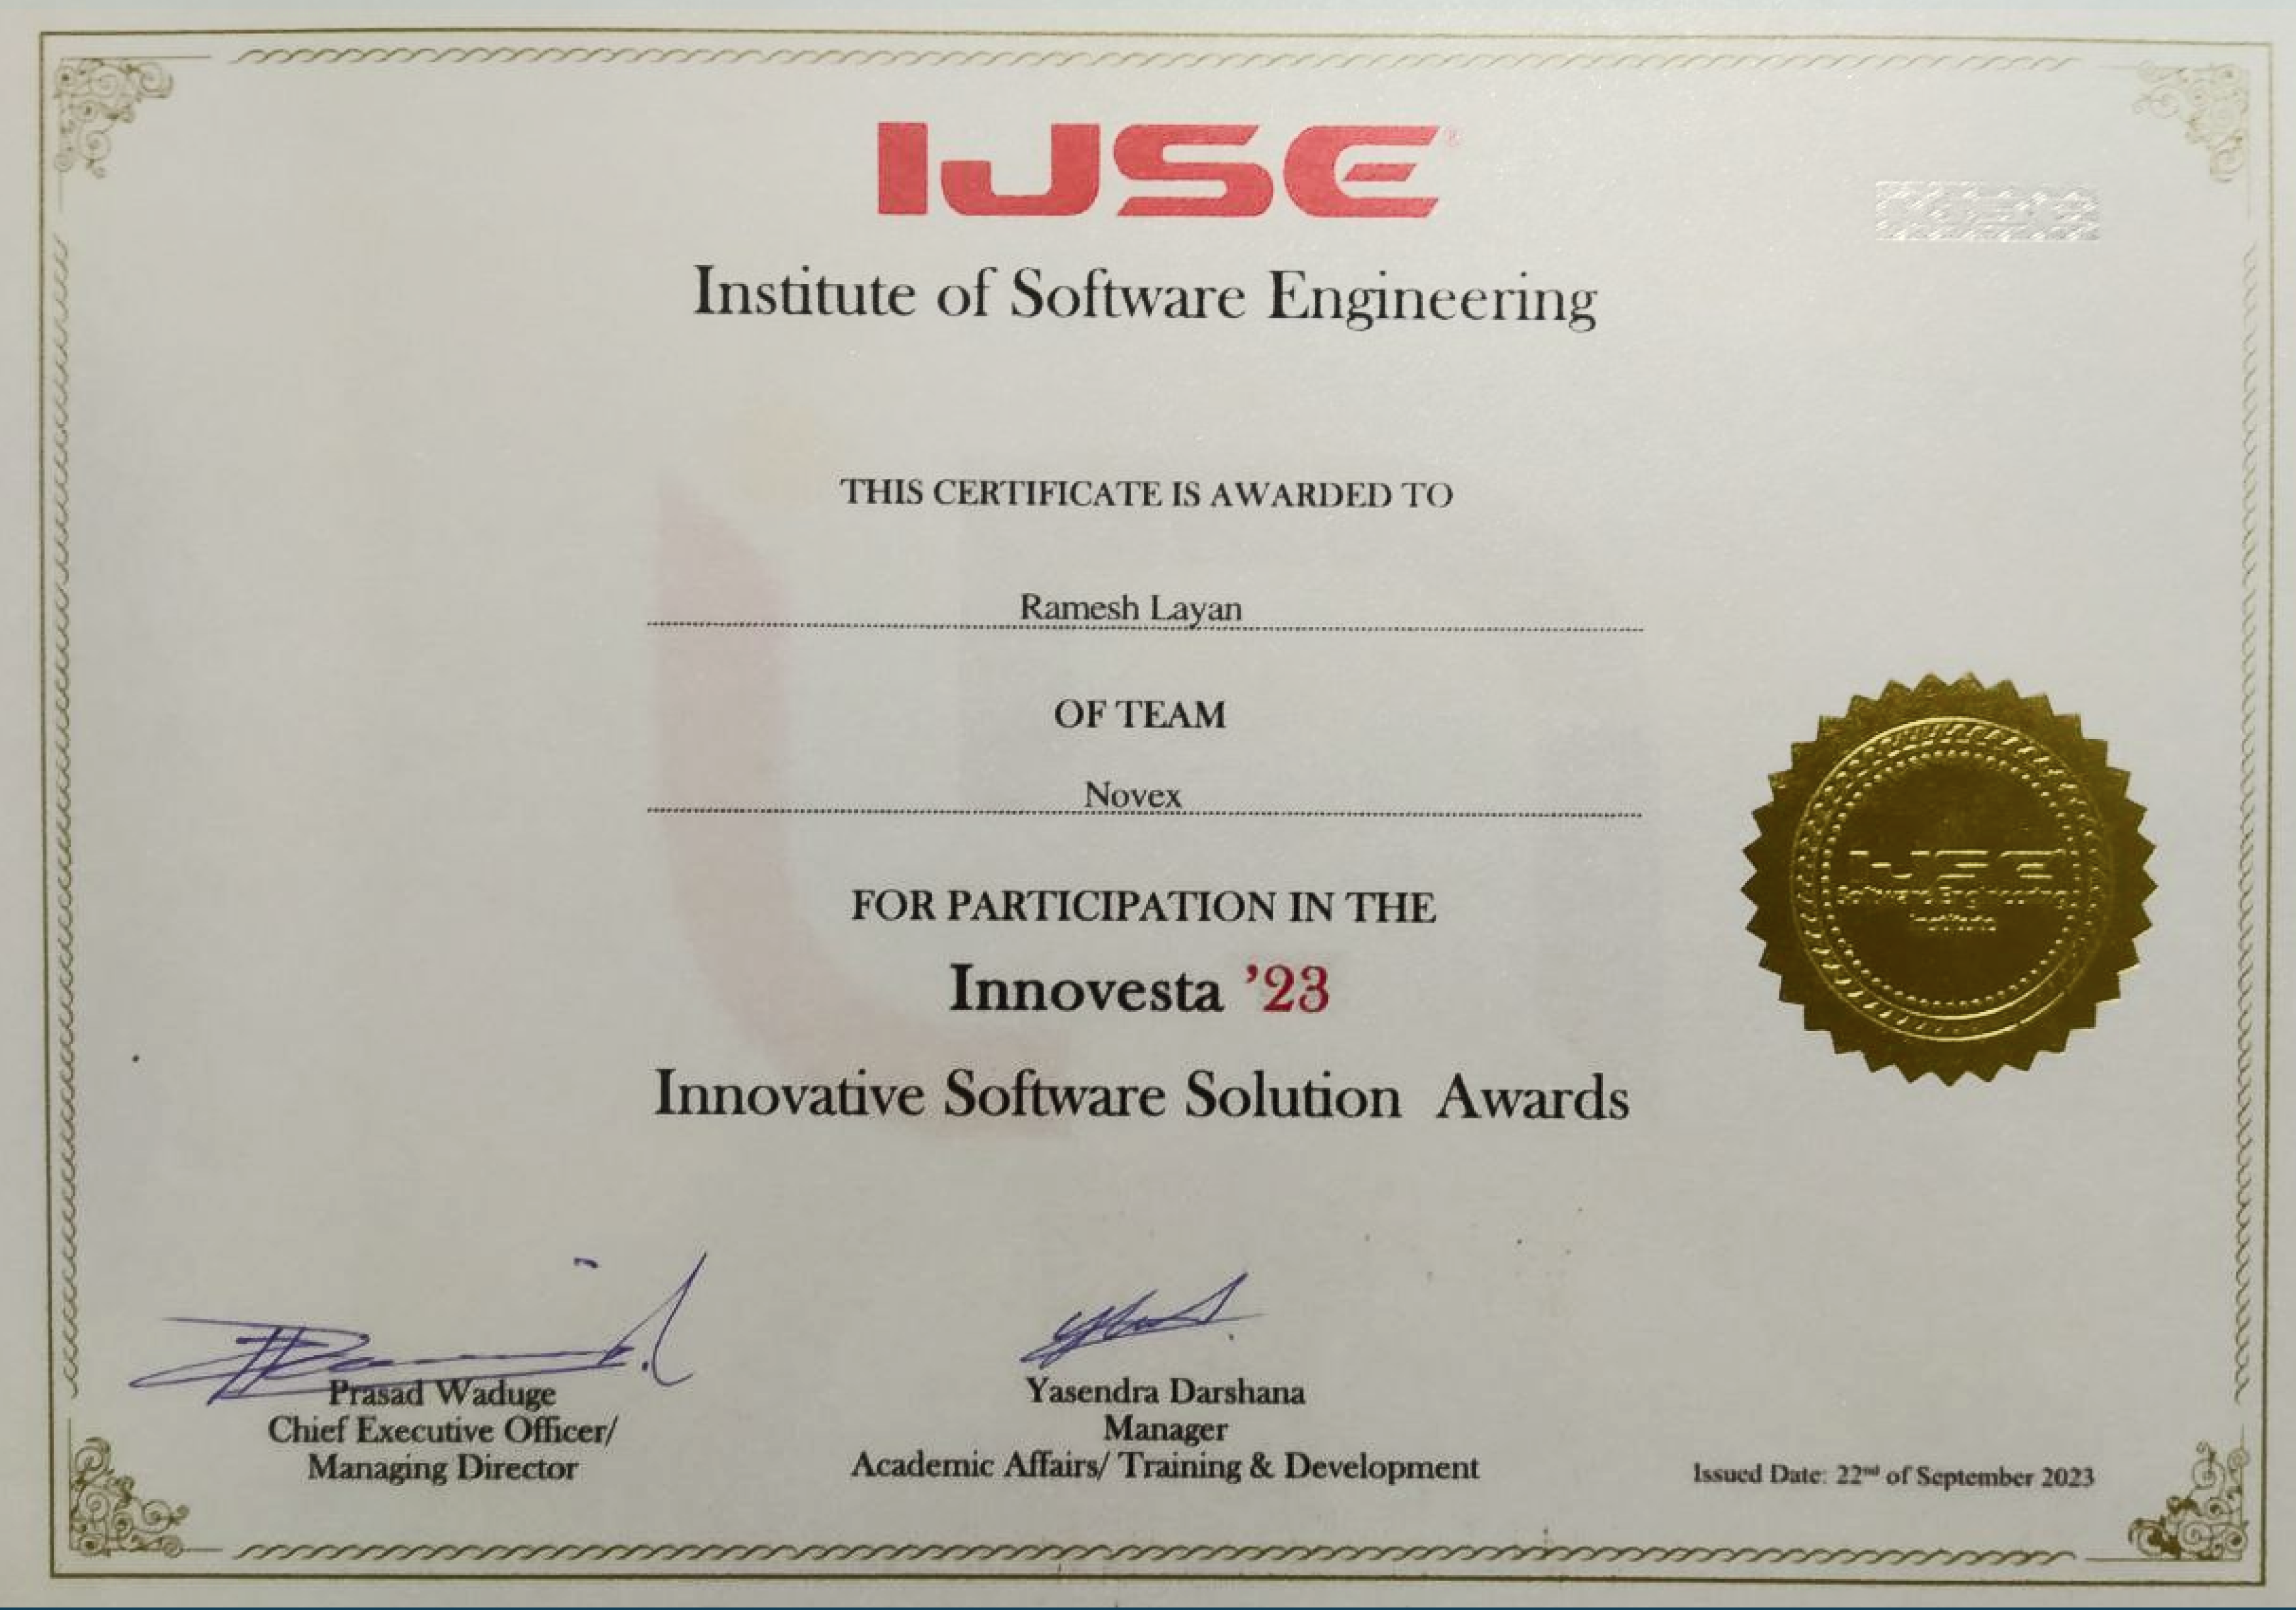 IJSE®
Institute of Software Engineering
THIS CERTIFICATE IS AWARDED TO
Ramesh Layan
OF TEAM
Novex
FOR PARTICIPATION IN THE
Innovesta ’23
Innovative Software Solution Awards
IJSE
Software Engineering
Institute
Prasad Waduge
Chief Executive Officer/
Managing Director
Yasendra Darshana
Manager
Academic Affairs/ Training & Development
Issued Date: 22nd of September 2023